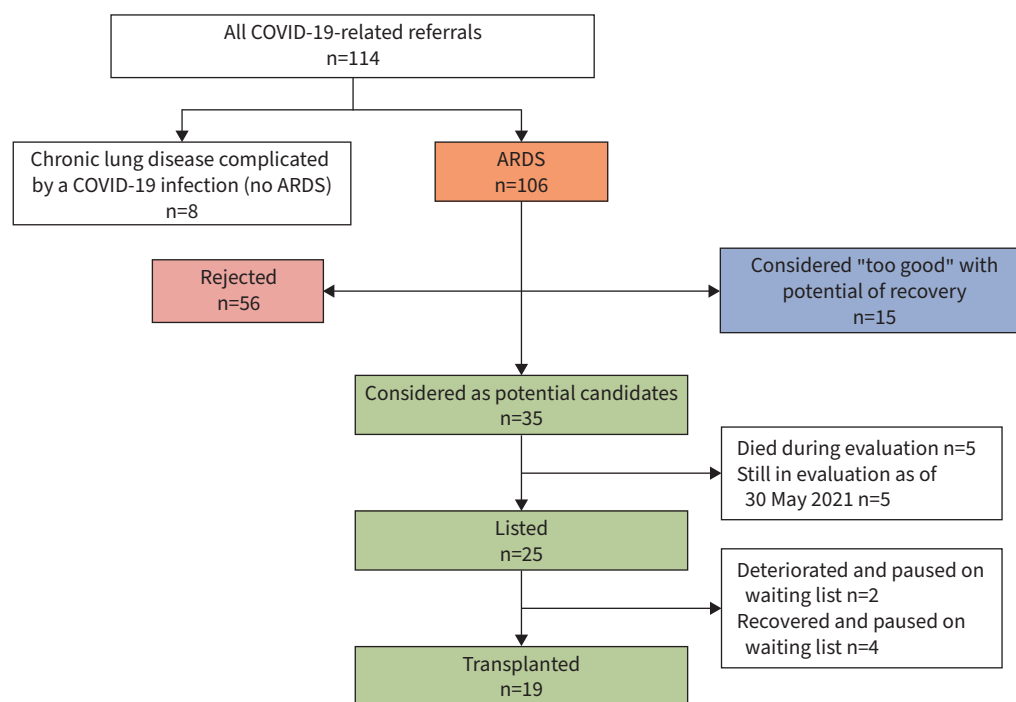 All COVID-19-related referrals
n=114
Chronic lung disease complicated
by a COVID-19 infection (no ARDS)
n=8
ARDS
n=106
Rejected
n=56
Considered "too good" with
potential of recovery
n=15
Considered as potential candidates
n=35
Died during evaluation n=5
Still in evaluation as of
30 May 2021 n=5
Listed
n=25
Deteriorated and paused on
waiting list n=2
Recovered and paused on
waiting list n=4
Transplanted
n=19